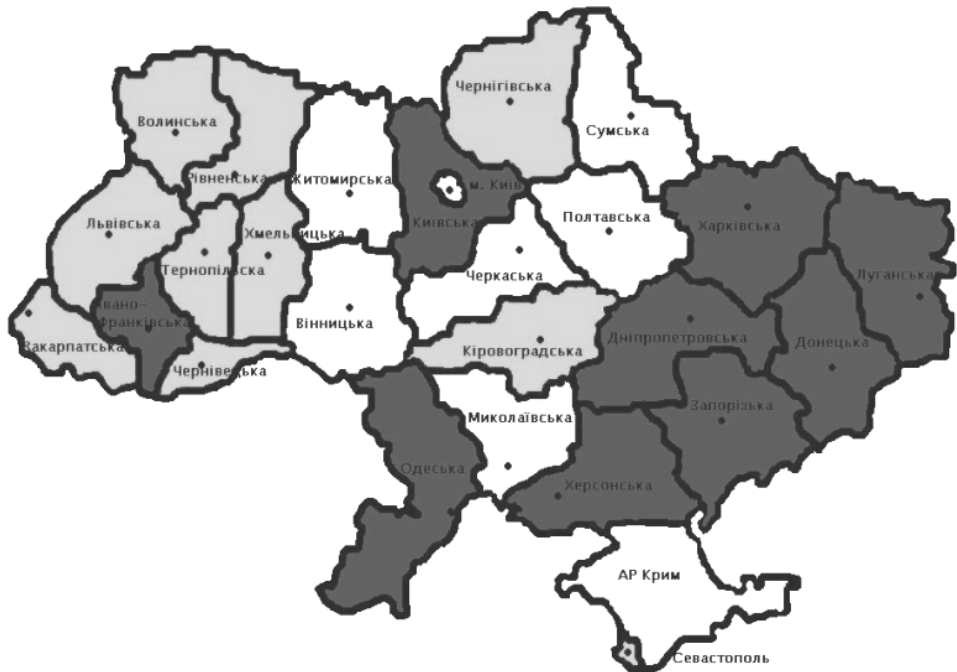 Чернігівська
Волинська
Сумська
Рівненська
Житомирська
м. Київ
Київська
Полтавська
Харківська
Львівська
Хмельницька
Тернопільска
Черкаська
Луганська
Івано-
Франківська
Вінницька
Закарпатська
Чернівецька
Кіровоградська
Дніпропетровська
Донецька
Запорізька
Миколаївська
Одеська
Херсонська
АР Крим
Севастополь